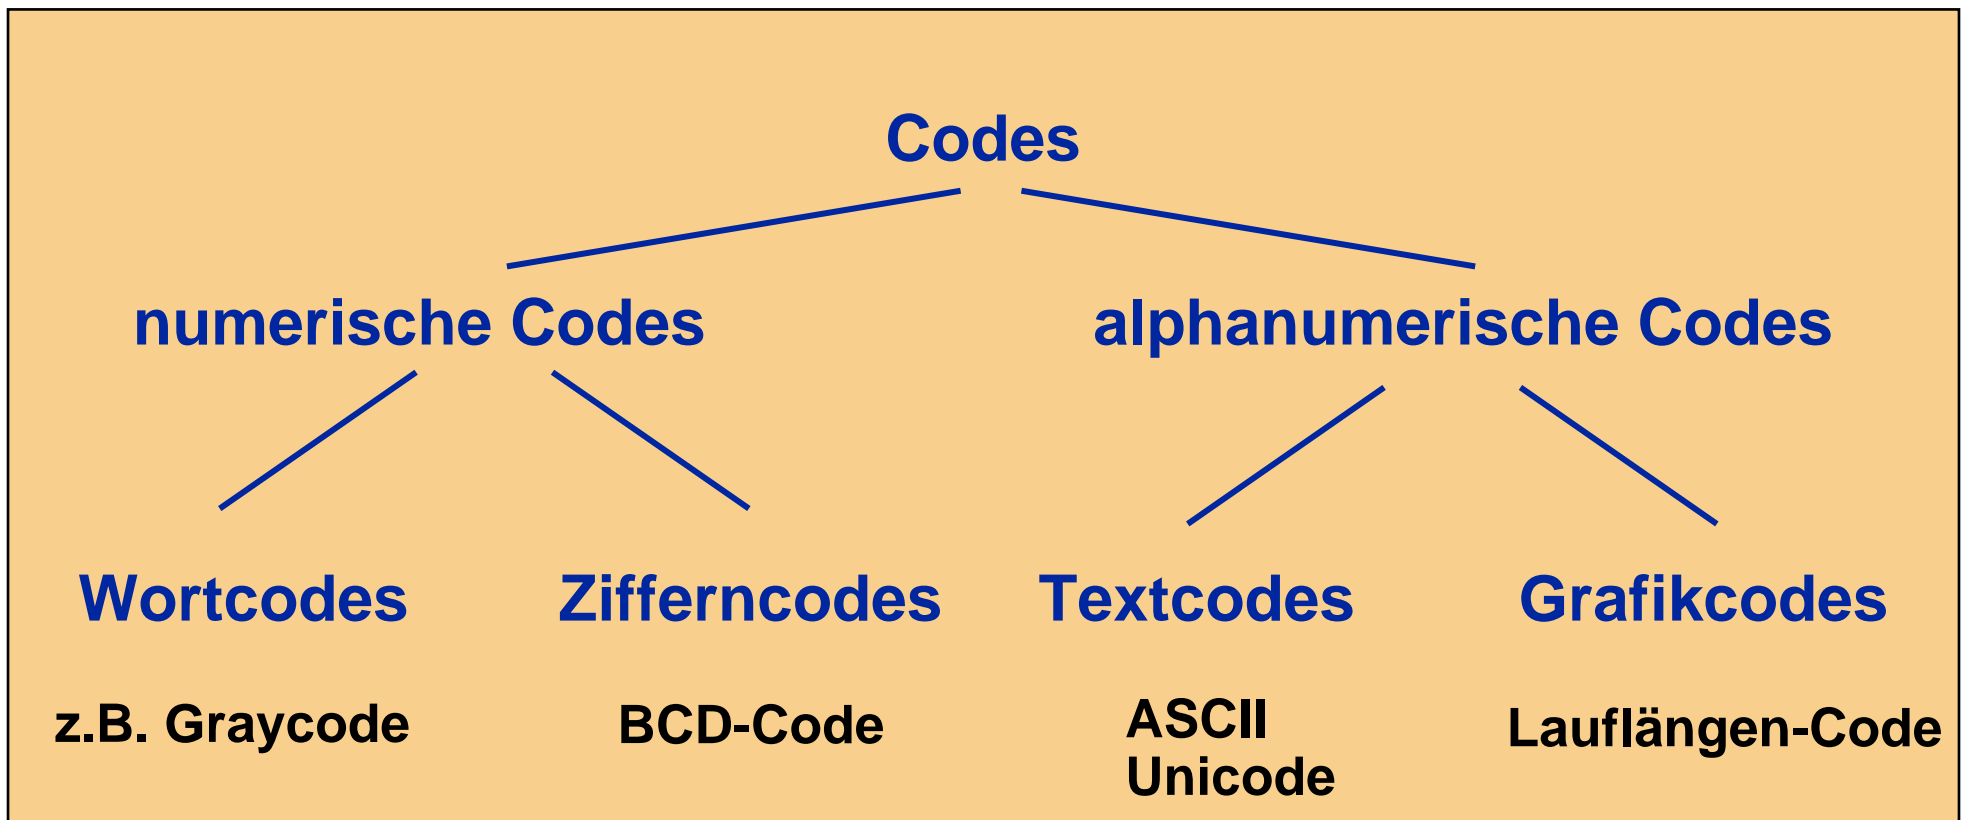 Codes
numerische Codes
alphanumerische Codes
Wortcodes
Zifferncodes
Textcodes
Grafikcodes
z.B. Graycode
BCD-Code
ASCII
Unicode
Lauflängen-Code